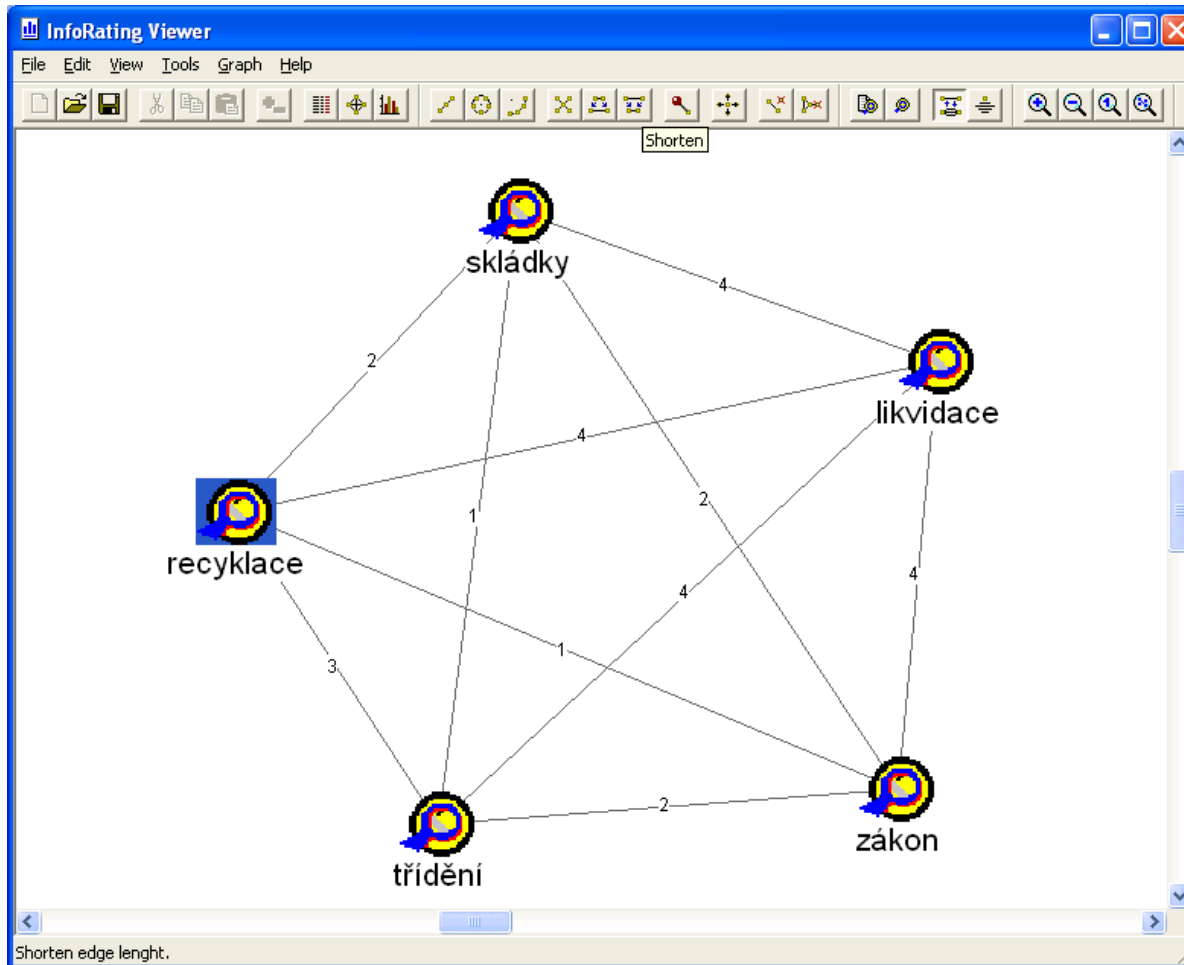 InfoRating Viewer
File Edit View Tools Graph Help
Shorten
skládky
4
likvidace
2
4
recyklace
1
2
4
4
1
3
2
třídění
zákon
Shorten edge lenght.